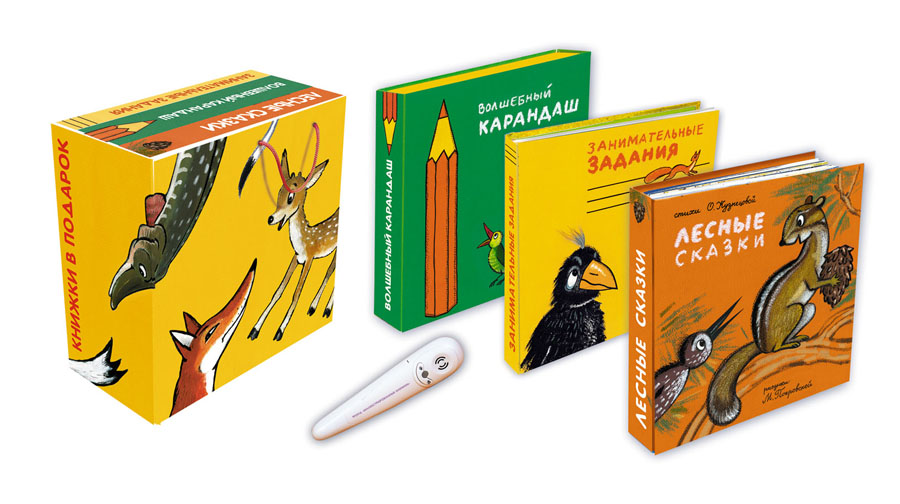 ЗАНИМАТЕЛЬНЫЕ ЗАДАНИЯ
ВОЛШЕБНЫЙ КАРАНДАШ
ЛЕСНЫЕ СКАЗКИ
КНИЖКИ В ПОДАРОК
ВОЛШЕБНЫЙ КАРАНДАШ
ВОЛШЕБНЫЙ
КАРАНДАШ
ЗАНИМАТЕЛЬНЫЕ ЗАДАНИЯ
ЗАНИМАТЕЛЬНЫЕ
ЗАДАНИЯ
ЛЕСНЫЕ СКАЗКИ
стихи О. Кузнецовой
ЛЕСНЫЕ
СКАЗКИ
рисунки
М. Покровской